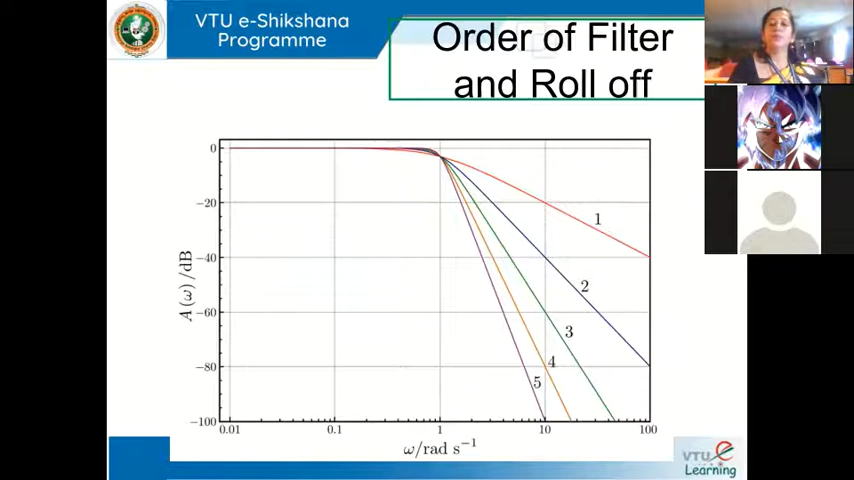 VTU e-Shikshana
Programme
Order of Filter
and Roll off
0
−20
−40
−60
−80
−100
A(ω)/dB
1
2
3
4
5
0.01
0.1
1
10
100
ω/rad s⁻¹
VTU e
Learning